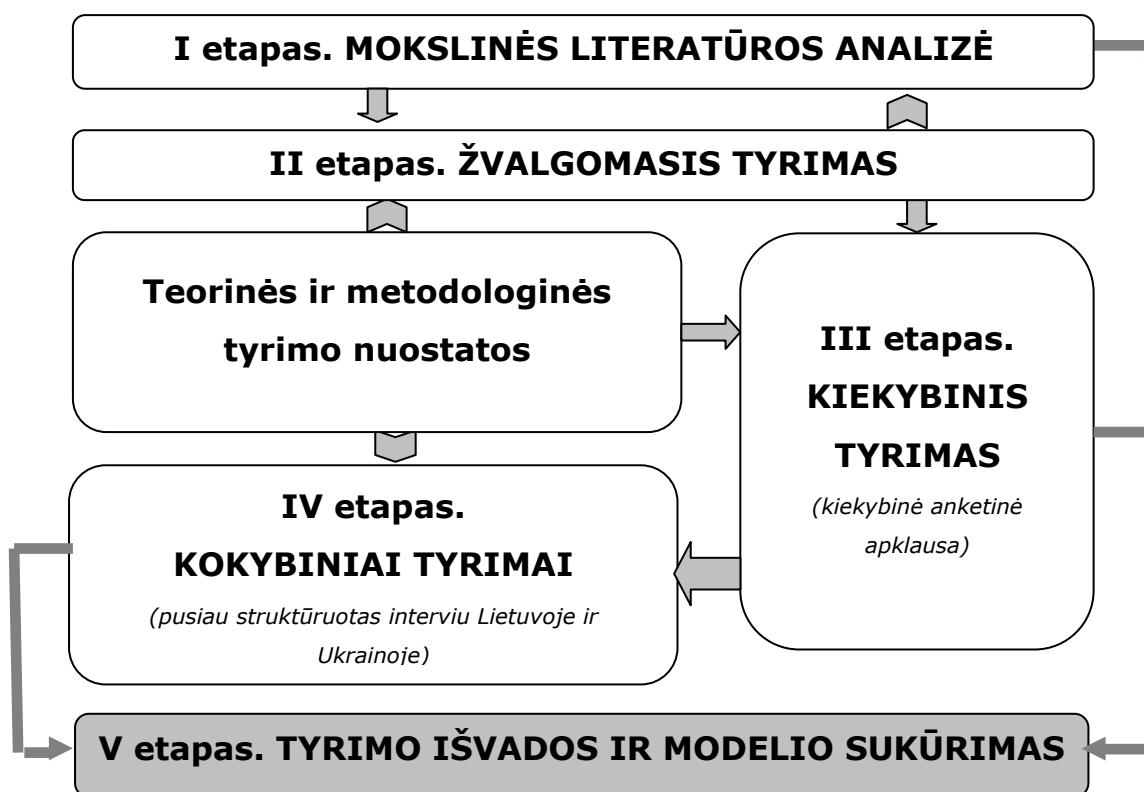 I etapas. MOKSLINĖS LITERATŪROS ANALIZĖ
II etapas. ŽVALGOMASIS TYRIMAS
Teorinės ir metodologinės
tyrimo nuostatos
III etapas.
KIEKYBINIS
TYRIMAS
(kiekybinė anketinė
apklausa)
IV etapas.
KOKYBINIAI TYRIMAI
(pusiau struktūruotas interviu Lietuvoje ir
Ukrainoje)
V etapas. TYRIMO IŠVADOS IR MODELIO SUKŪRIMAS